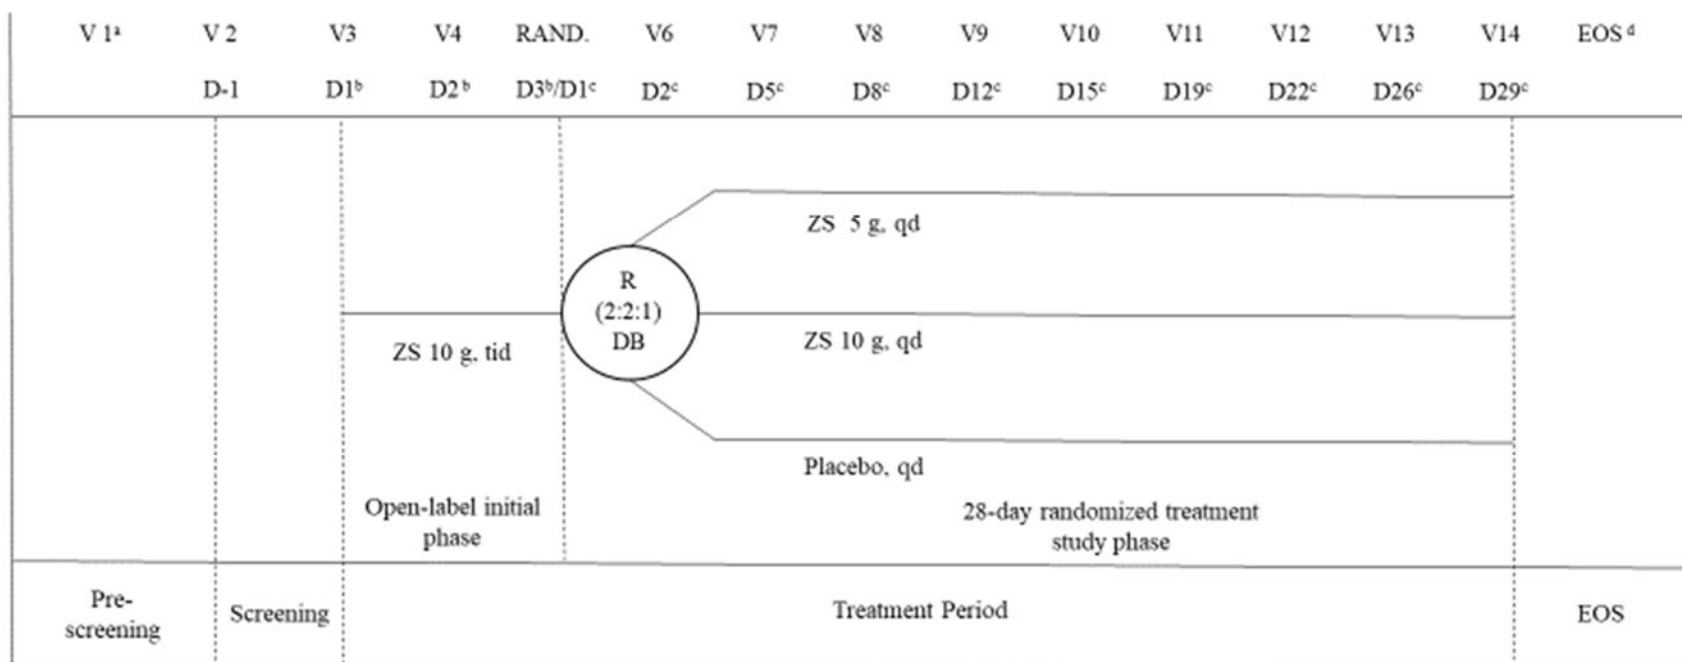 V 1ᵃ V 2 V3 V4 RAND. V6 V7 V8 V9 V10 V11 V12 V13 V14 EOS ᵈ
D-1 D1ᵇ D2 ᵇ D3ᵇ/D1ᶜ D2ᶜ D5ᶜ D8ᶜ D12ᶜ D15ᶜ D19ᶜ D22ᶜ D26ᶜ D29ᶜ
ZS 5 g, qd
R
(2:2:1)
DB
ZS 10 g, tid
ZS 10 g, qd
Placebo, qd
Open-label initial
phase
28-day randomized treatment
study phase
Pre-
screening
Screening
Treatment Period
EOS